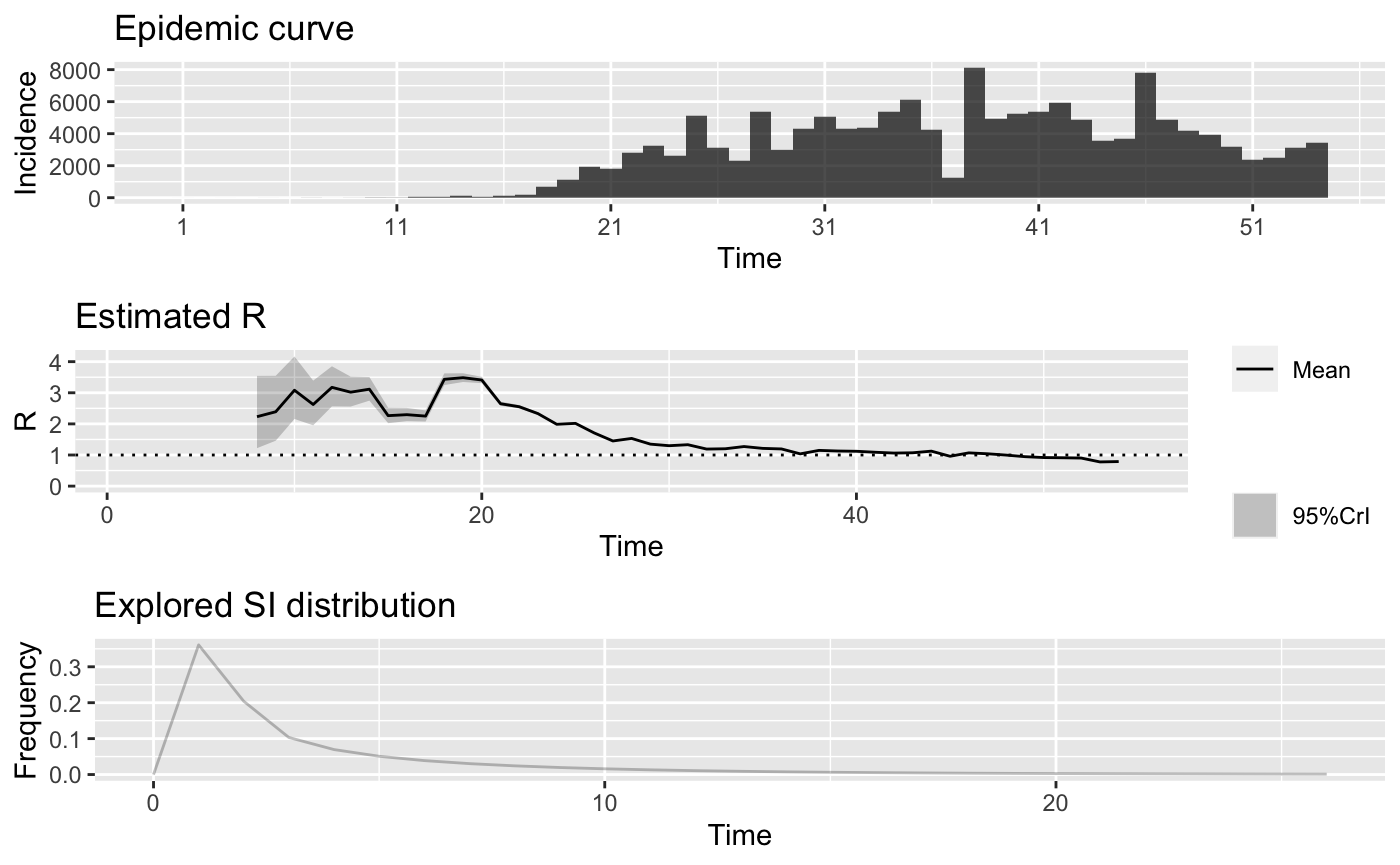 Epidemic curve
Incidence
8000
6000
4000
2000
0
1 11 21 31 41 51
Time
Estimated R
R
4
3
2
1
0
0 20 40
Time
Mean
95%CrI
Explored SI distribution
Frequency
0.3
0.2
0.1
0.0
0 10 20
Time